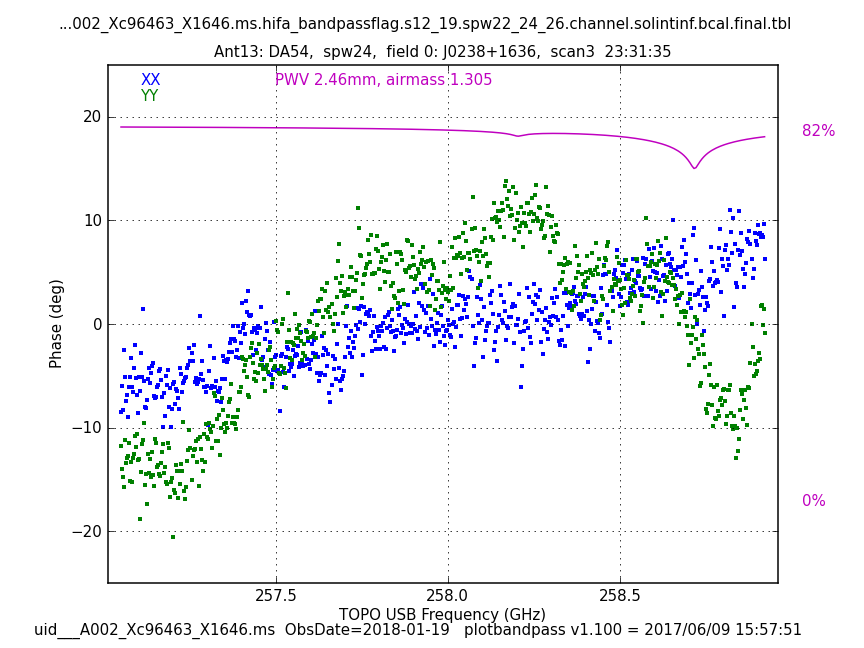 ...002_Xc96463_X1646.ms.hifa_bandpassflag.s12_19.spw22_24_26.channel.solintinf.bcal.final.tbl
Ant13: DA54,  spw24,  field 0: J0238+1636,  scan3  23:31:35
XX
PWV 2.46mm, airmass 1.305
YY
82%
0%
20
10
0
−10
−20
Phase (deg)
257.5
258.0
258.5
TOPO USB Frequency (GHz)
uid___A002_Xc96463_X1646.ms  ObsDate=2018-01-19   plotbandpass v1.100 = 2017/06/09 15:57:51